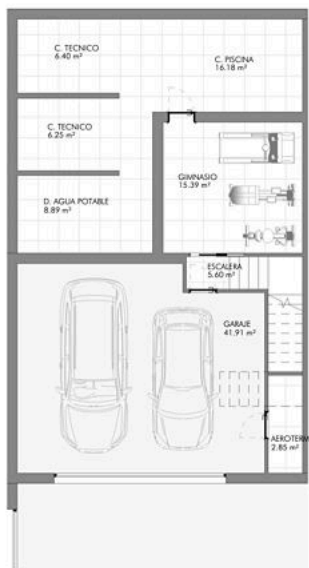 C. TECNICO
6.40 m²
C. PISCINA
16.18 m²
C. TECNICO
6.25 m²
GIMNASIO
15.39 m²
D. AGUA POTABLE
8.89 m²
ESCALERA
5.60 m²
GARAJE
41.91 m²
AEROTERM
2.85 m²